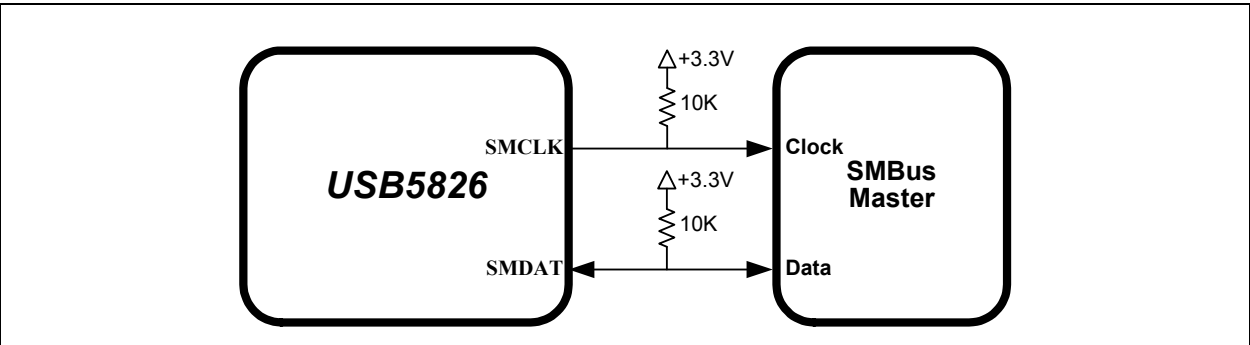 +3.3V
10K
SMCLK
Clock
USB5826
SMBus
Master
+3.3V
10K
SMDAT
Data